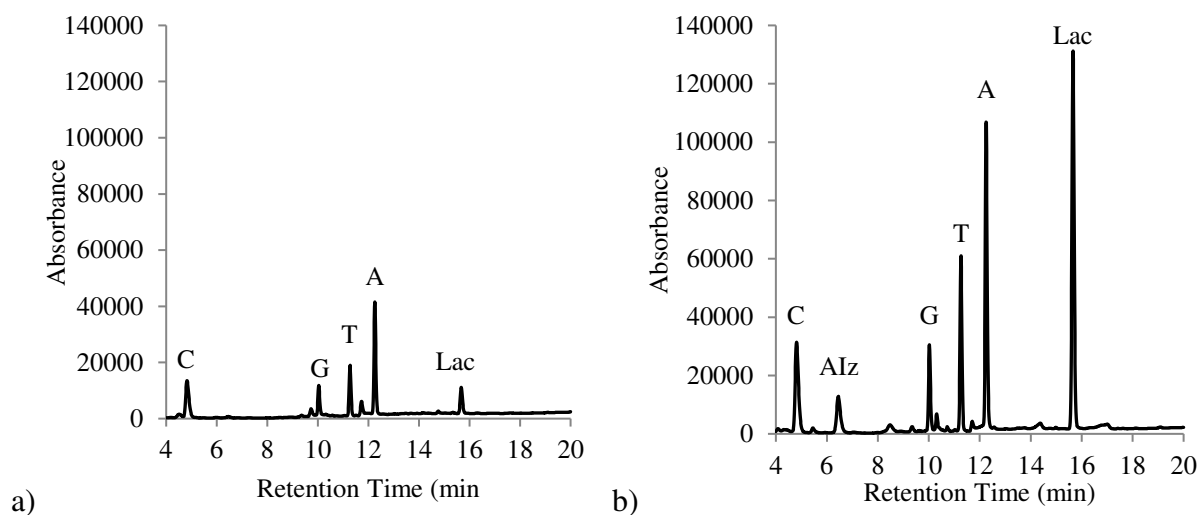 140000
120000
100000
80000
60000
40000
20000
0
Absorbance
C
G
T
A
Lac
4 6 8 10 12 14 16 18 20
Retention Time (min
a)
140000
120000
100000
80000
60000
40000
20000
0
Absorbance
C
AIz
G
T
A
Lac
4 6 8 10 12 14 16 18 20
Retention Time (min)
b)